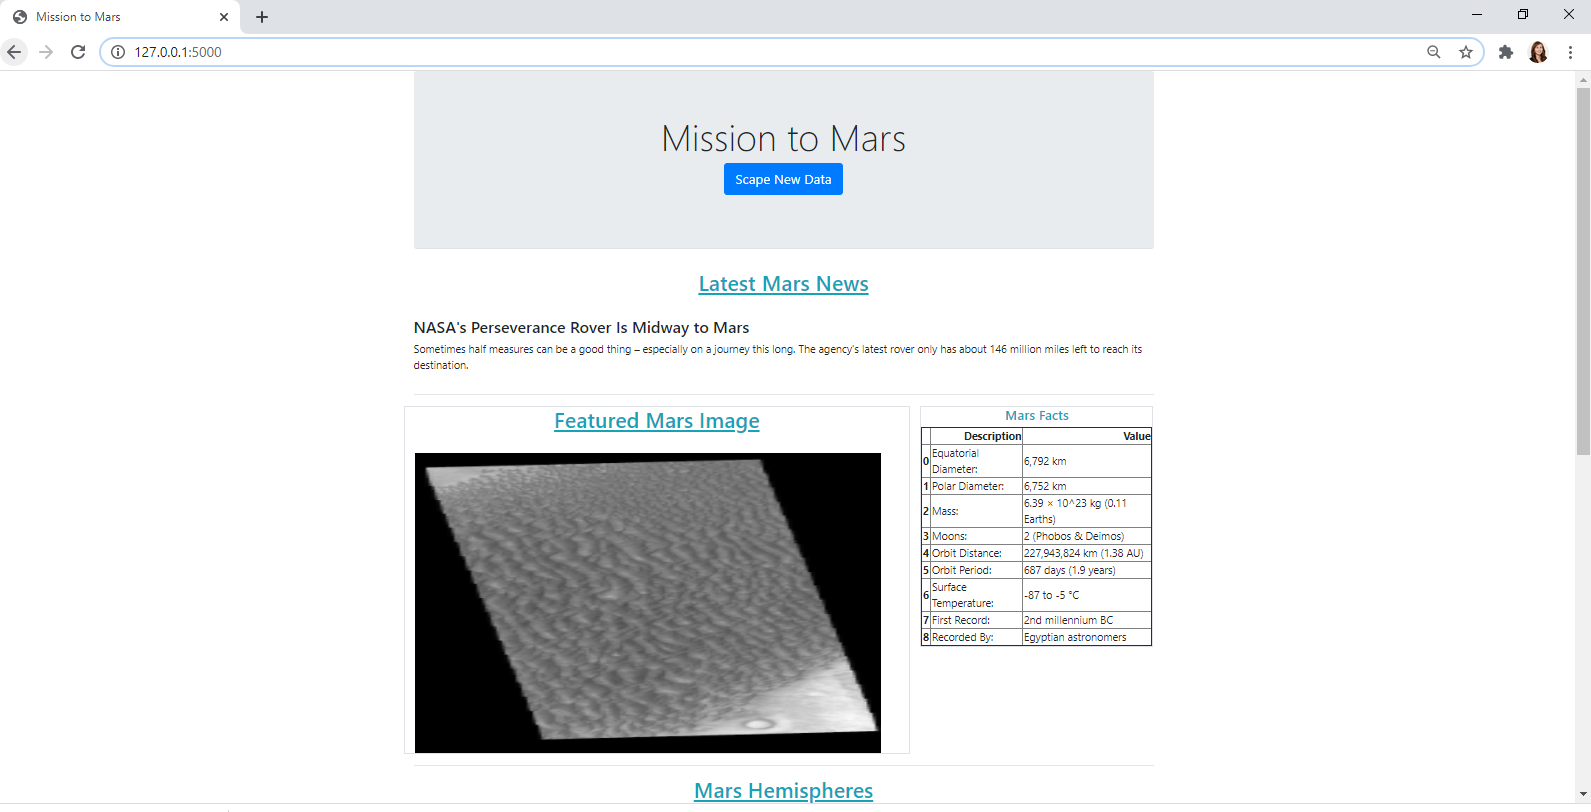 Mission to Mars
127.0.0.1:5000
Mission to Mars
Scape New Data
Latest Mars News
NASA's Perseverance Rover Is Midway to Mars
Sometimes half measures can be a good thing – especially on a journey this long. The agency's latest rover only has about 146 million miles left to reach its
destination.
Featured Mars Image
Mars Facts
Description Value
0 Equatorial Diameter: 6,792 km
1 Polar Diameter: 6,752 km
2 Mass: 6.39 × 10^23 kg (0.11 Earths)
3 Moons: 2 (Phobos & Deimos)
4 Orbit Distance: 227,943,824 km (1.38 AU)
5 Orbit Period: 687 days (1.9 years)
6 Surface Temperature: -87 to -5 °C
7 First Record: 2nd millennium BC
8 Recorded By: Egyptian astronomers
Mars Hemispheres